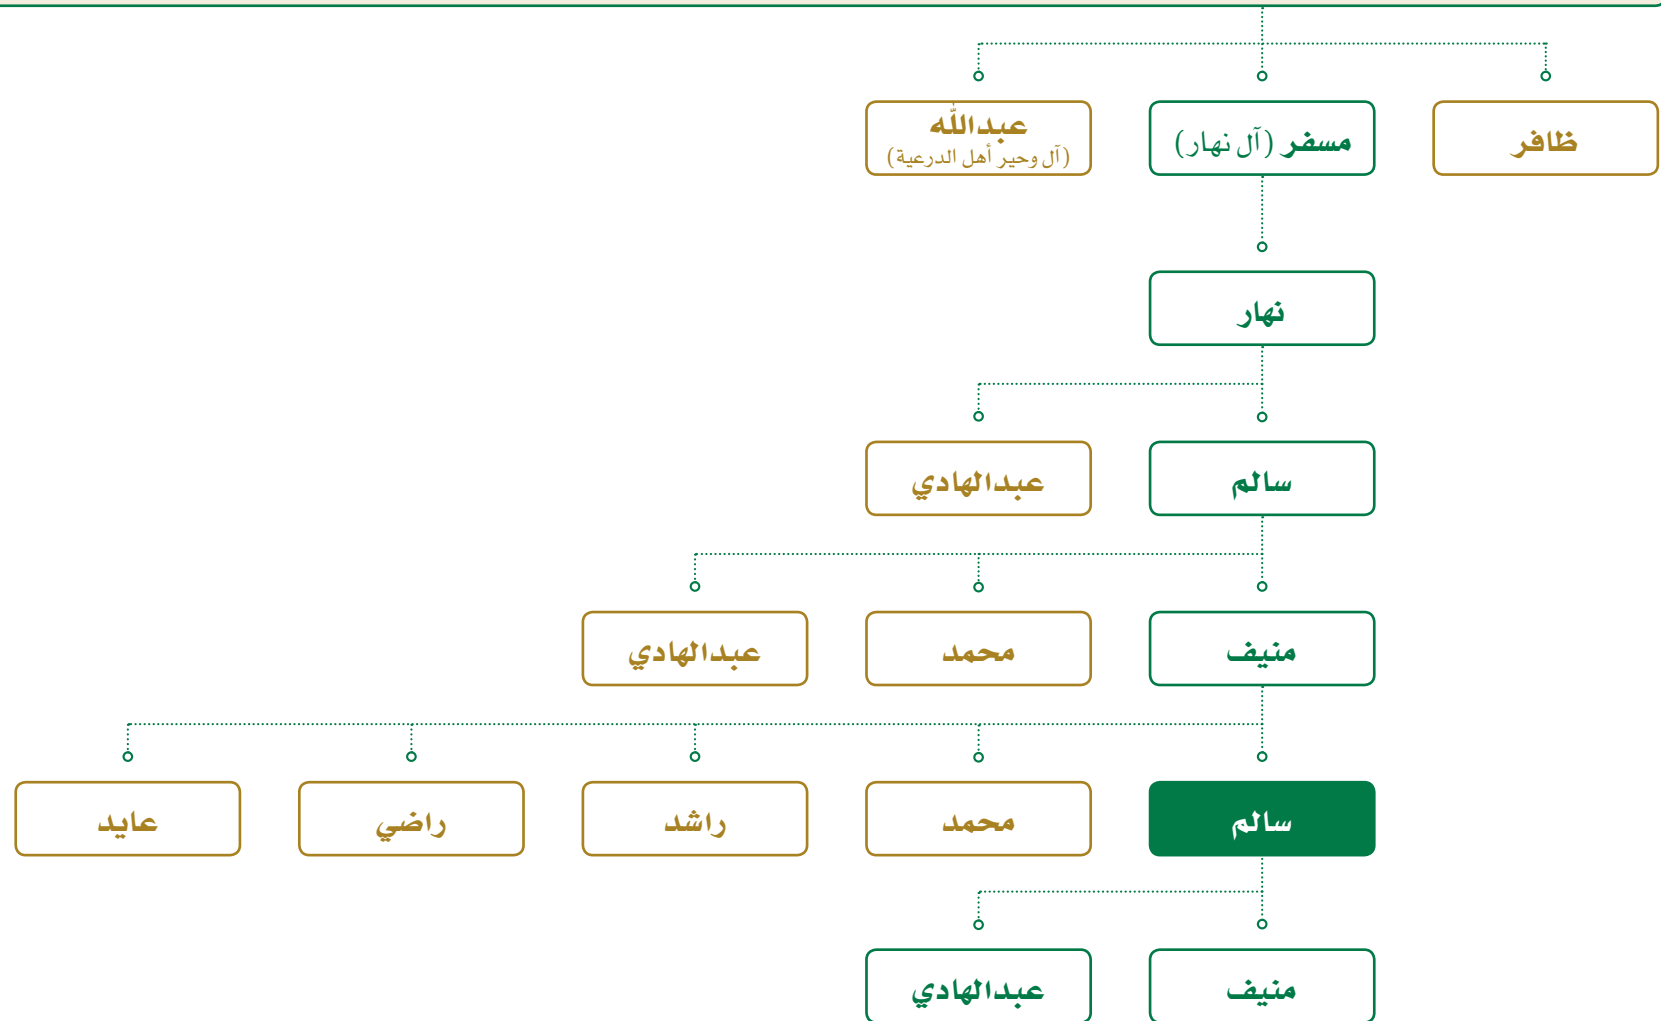 ظافر
مسفر (آل نهار)
عبدالله
(آل وحير أهل الدرعية)
نهار
سالم
عبدالهادي
منيف
محمد
عبدالهادي
سالم
محمد
راشد
راضي
عايد
منيف
عبدالهادي